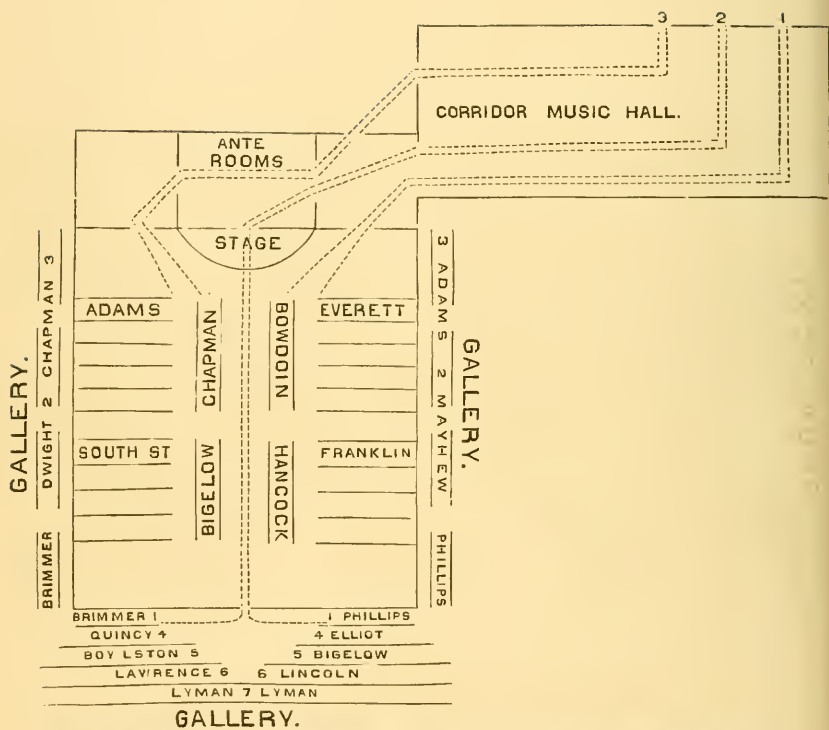 3 2 1
CORRIDOR MUSIC HALL.
ANTE
ROOMS
STAGE
ADAMS
CHAPMAN
BOWDOIN
EVERETT
SOUTH ST
BIGELOW
HANCOCK
FRANKLIN
GALLERY.
BRIMMER DWIGHT 2 CHAPMAN 3
3 ADAMS 2 MAYHEW PHILLIPS
GALLERY.
BRIMMER 1 1 PHILLIPS
QUINCY 4 4 ELLIOT
BOYLSTON 5 5 BIGELOW
LAWRENCE 6 6 LINCOLN
LYMAN 7 LYMAN
GALLERY.